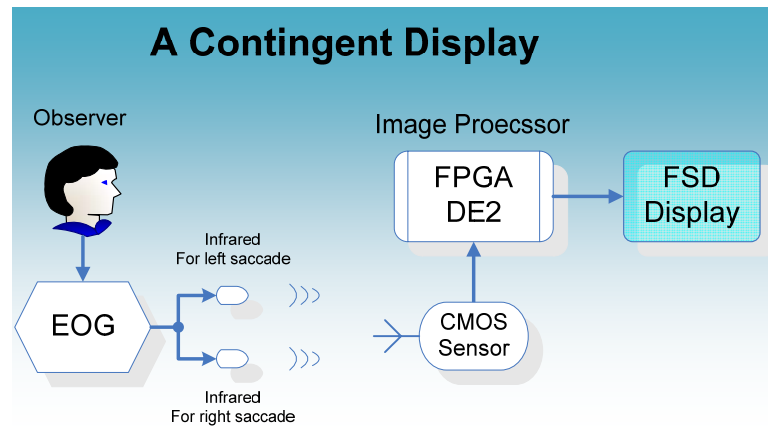 A Contingent Display
Observer
Image Proecssor
FPGA
DE2
FSD
Display
Infrared
For left saccade
EOG
CMOS
Sensor
Infrared
For right saccade